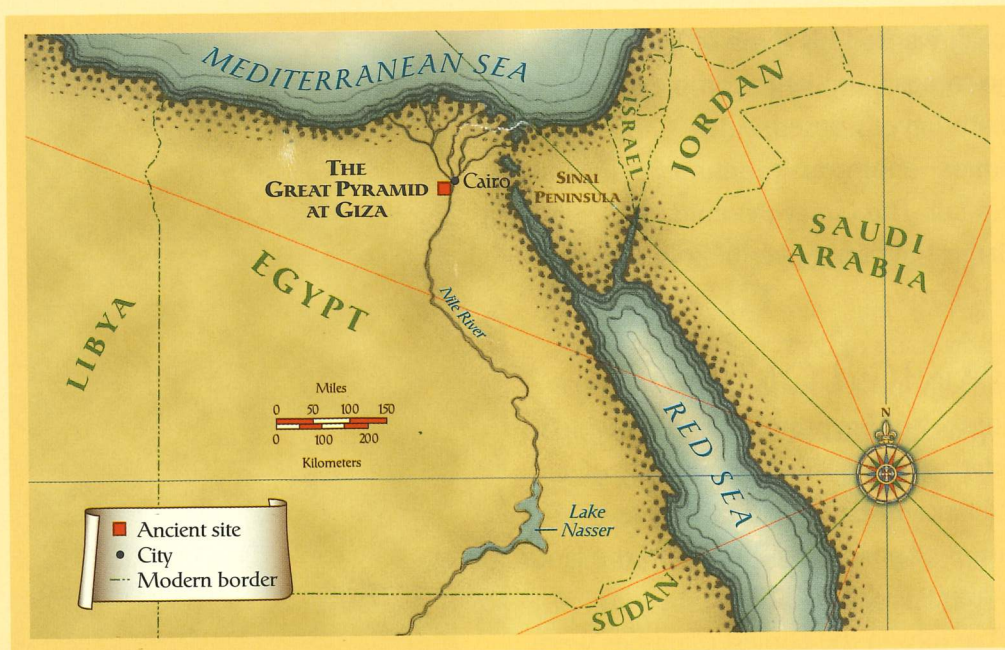 MEDITERRANEAN SEA
ISRAEL
JORDAN
THE
GREAT PYRAMID
AT GIZA
Cairo
SINAI
PENINSULA
SAUDI
ARABIA
EGYPT
LIBYA
Nile River
Miles
0 50 100 150
0 100 200
Kilometers
RED SEA
N
Lake
Nasser
Ancient site
City
Modern border
SUDAN